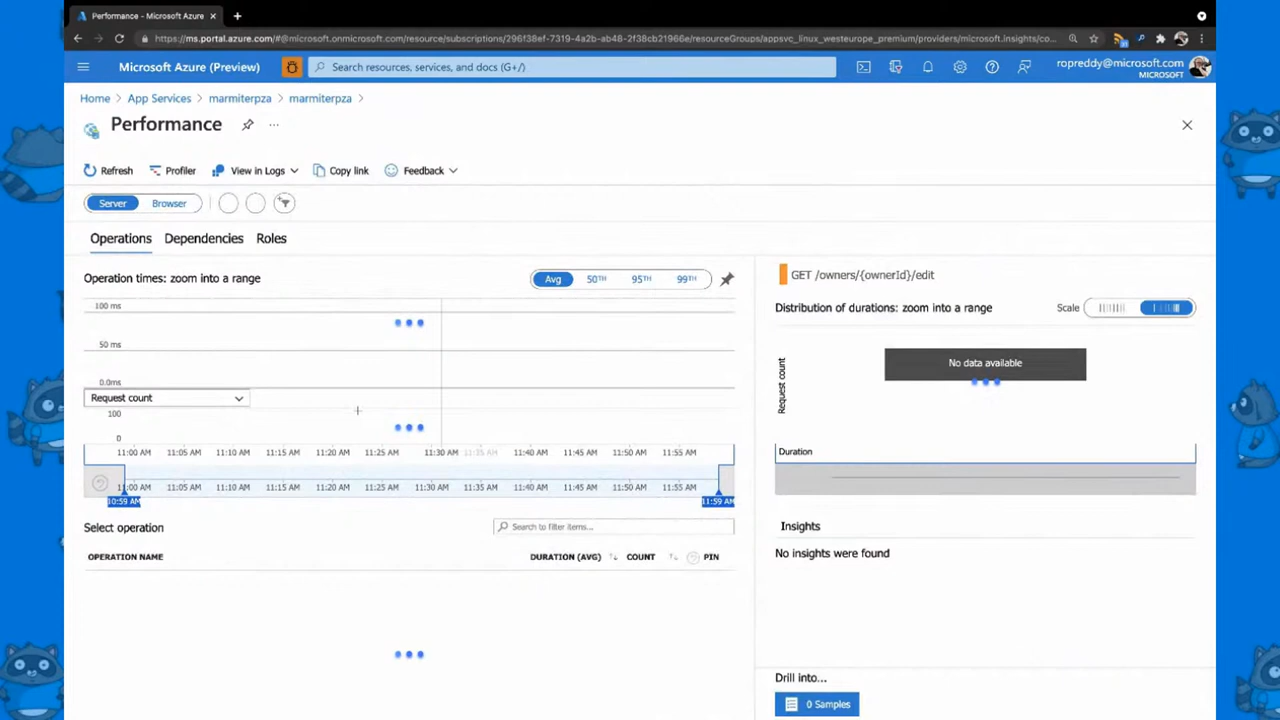 Performance - Microsoft Azure
https://ms.portal.azure.com/#@microsoft.onmicrosoft.com/resource/subscriptions/296f38ef-7319-4a2b-ab48-2f38cb21966e/resourceGroups/appsvc_linux_westeurope_premium/providers/microsoft.insights/co...
Microsoft Azure (Preview)
Search resources, services, and docs (G+/)
ropreddy@microsoft.com
MICROSOFT
Home
App Services
marmiterpza
marmiterpza
Performance
Refresh
Profiler
View in Logs
Copy link
Feedback
Server
Browser
Operations
Dependencies
Roles
Operation times: zoom into a range
Avg
50TH
95TH
99TH
100 ms
50 ms
0.0ms
Request count
100
0
11:00 AM 11:05 AM 11:10 AM 11:15 AM 11:20 AM 11:25 AM 11:30 AM 11:35 AM 11:40 AM 11:45 AM 11:50 AM 11:55 AM
11:00 AM 11:05 AM 11:10 AM 11:15 AM 11:20 AM 11:25 AM 11:30 AM 11:35 AM 11:40 AM 11:45 AM 11:50 AM 11:55 AM
10:59 AM
11:59 AM
Select operation
Search to filter items...
OPERATION NAME
DURATION (AVG)
COUNT
PIN
GET /owners/{ownerId}/edit
Distribution of durations: zoom into a range
Scale
Request count
No data available
Duration
Insights
No insights were found
Drill into...
0 Samples